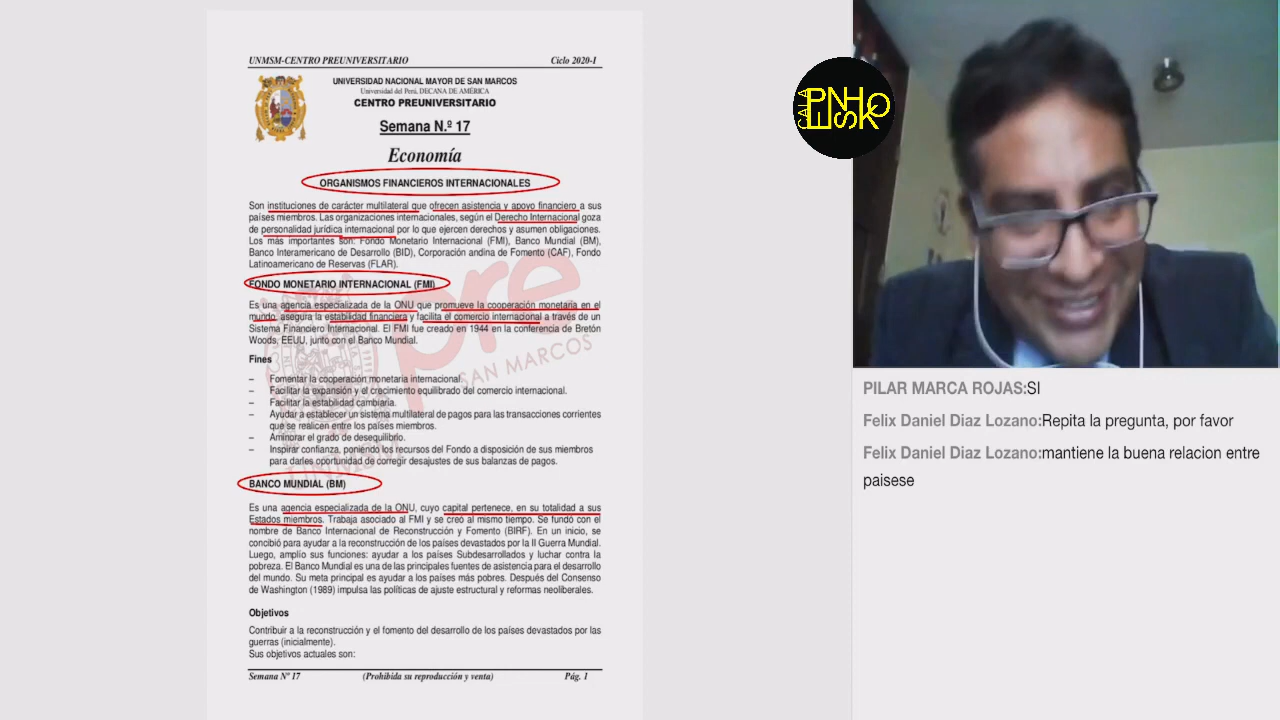 UNMSM-CENTRO PREUNIVERSITARIO Ciclo 2020-I
UNIVERSIDAD NACIONAL MAYOR DE SAN MARCOS
Universidad del Perú, DECANA DE AMÉRICA
CENTRO PREUNIVERSITARIO
Semana N.º 17
Economía
ORGANISMOS FINANCIEROS INTERNACIONALES
Son instituciones de carácter multilateral que ofrecen asistencia y apoyo financiero a sus
países miembros. Las organizaciones internacionales, según el Derecho Internacional goza
de personalidad jurídica internacional por lo que ejercen derechos y asumen obligaciones.
Los más importantes son: Fondo Monetario Internacional (FMI), Banco Mundial (BM),
Banco Interamericano de Desarrollo (BID), Corporación andina de Fomento (CAF), Fondo
Latinoamericano de Reservas (FLAR).
FONDO MONETARIO INTERNACIONAL (FMI)
Es una agencia especializada de la ONU que promueve la cooperación monetaria en el
mundo, asegura la estabilidad financiera y facilita el comercio internacional a través de un
Sistema Financiero Internacional. El FMI fue creado en 1944 en la conferencia de Bretón
Woods, EEUU, junto con el Banco Mundial.
Fines
– Fomentar la cooperación monetaria internacional.
– Facilitar la expansión y el crecimiento equilibrado del comercio internacional.
– Facilitar la estabilidad cambiaria.
– Ayudar a establecer un sistema multilateral de pagos para las transacciones corrientes
que se realicen entre los países miembros.
– Aminorar el grado de desequilibrio.
– Inspirar confianza, poniendo los recursos del Fondo a disposición de sus miembros
para darles oportunidad de corregir desajustes de sus balanzas de pagos.
BANCO MUNDIAL (BM)
Es una agencia especializada de la ONU, cuyo capital pertenece, en su totalidad a sus
Estados miembros. Trabaja asociado al FMI y se creó al mismo tiempo. Se fundó con el
nombre de Banco Internacional de Reconstrucción y Fomento (BIRF). En un inicio, se
concibió para ayudar a la reconstrucción de los países devastados por la II Guerra Mundial.
Luego, amplío sus funciones: ayudar a los países Subdesarrollados y luchar contra la
pobreza. El Banco Mundial es una de las principales fuentes de asistencia para el desarrollo
del mundo. Su meta principal es ayudar a los países más pobres. Después del Consenso
de Washington (1989) impulsa las políticas de ajuste estructural y reformas neoliberales.
Objetivos
Contribuir a la reconstrucción y el fomento del desarrollo de los países devastados por las
guerras (inicialmente).
Sus objetivos actuales son:
Semana Nº 17 (Prohibida su reproducción y venta) Pág. 1
pre
SAN MARCOS
UNMSM
PILAR MARCA ROJAS:SI
Felix Daniel Diaz Lozano:Repita la pregunta, por favor
Felix Daniel Diaz Lozano:mantiene la buena relacion entre
paisese